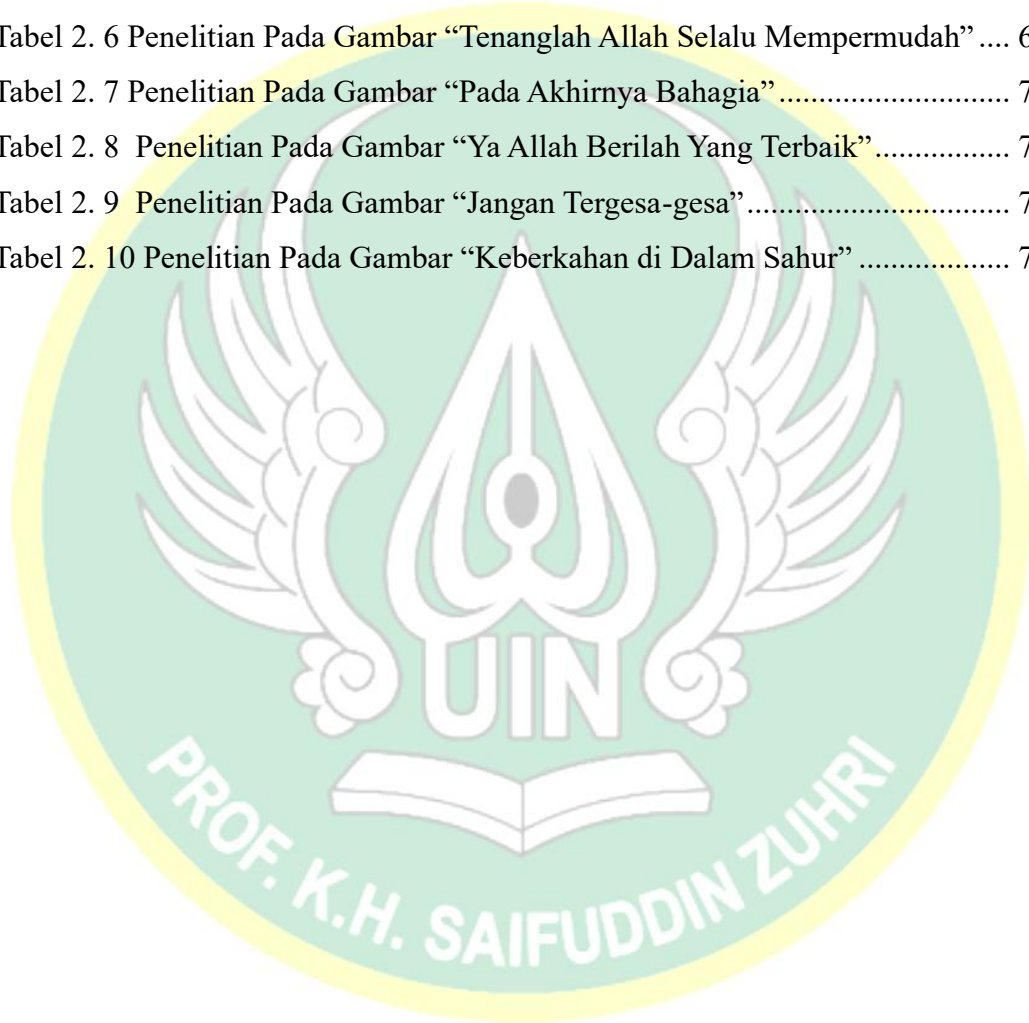 Tabel 2. 6 Penelitian Pada Gambar “Tenanglah Allah Selalu Mempermudah” .... 6
Tabel 2. 7 Penelitian Pada Gambar “Pada Akhirnya Bahagia” ............................. 7
Tabel 2. 8  Penelitian Pada Gambar “Ya Allah Berilah Yang Terbaik” ................. 7
Tabel 2. 9  Penelitian Pada Gambar “Jangan Tergesa-gesa” ................................. 7
Tabel 2. 10 Penelitian Pada Gambar “Keberkahan di Dalam Sahur” ................... 7
UIN
PROF. K.H. SAIFUDDIN ZUHRI